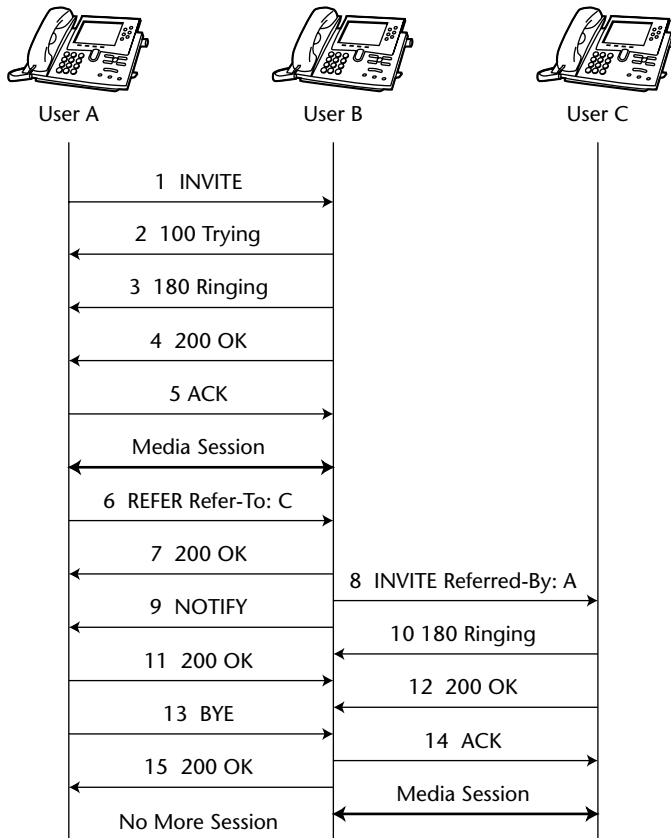 User A
User B
User C
1 INVITE
2 100 Trying
3 180 Ringing
4 200 OK
5 ACK
Media Session
6 REFER Refer-To: C
7 200 OK
8 INVITE Referred-By: A
9 NOTIFY
10 180 Ringing
11 200 OK
12 200 OK
13 BYE
14 ACK
15 200 OK
Media Session
No More Session